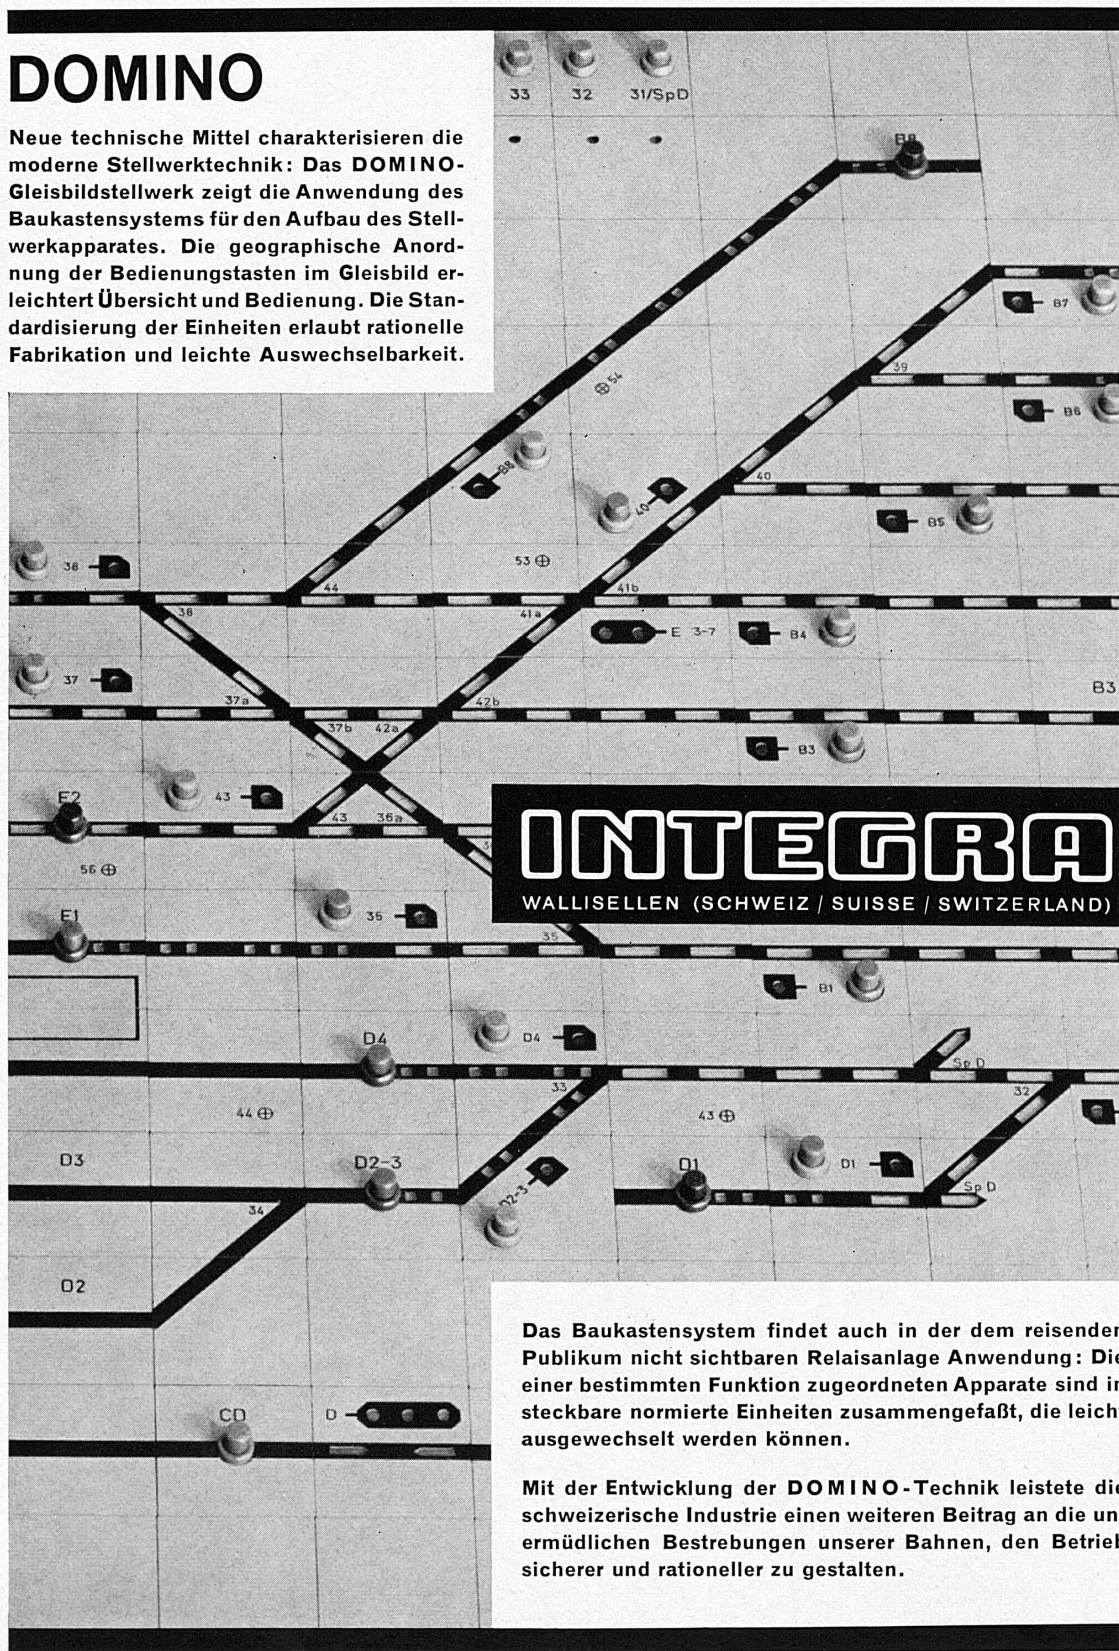 DOMINO
Neue technische Mittel charakterisieren die
moderne Stellwerktechnik: Das DOMINO-
Gleisbildstellwerk zeigt die Anwendung des
Baukastensystems für den Aufbau des Stell-
werkapparates. Die geographische Anord-
nung der Bedienungstasten im Gleisbild er-
leichtert Übersicht und Bedienung. Die Stan-
dardisierung der Einheiten erlaubt rationelle
Fabrikation und leichte Auswechselbarkeit.
33 32 31/SpD
B8
B7
39
B6
54
B8
40
40
B5
53
38
44
41b
38
41a
E 3-7
B4
37
B3
37a
42b
37b 42a
B3
E2
43
43 36a
56
INTEGRA
WALLISELLEN (SCHWEIZ / SUISSE / SWITZERLAND)
E1
35
35
B1
D4
D4
Sp D
33
32
44
43
D3
D2-3
D2-3
D1
D1
Sp D
34
D2
CD
D
Das Baukastensystem findet auch in der dem reisenden
Publikum nicht sichtbaren Relaisanlage Anwendung: Die
einer bestimmten Funktion zugeordneten Apparate sind in
steckbare normierte Einheiten zusammengefaßt, die leicht
ausgewechselt werden können.
Mit der Entwicklung der DOMINO-Technik leistete die
schweizerische Industrie einen weiteren Beitrag an die un-
ermüdlichen Bestrebungen unserer Bahnen, den Betrieb
sicherer und rationeller zu gestalten.